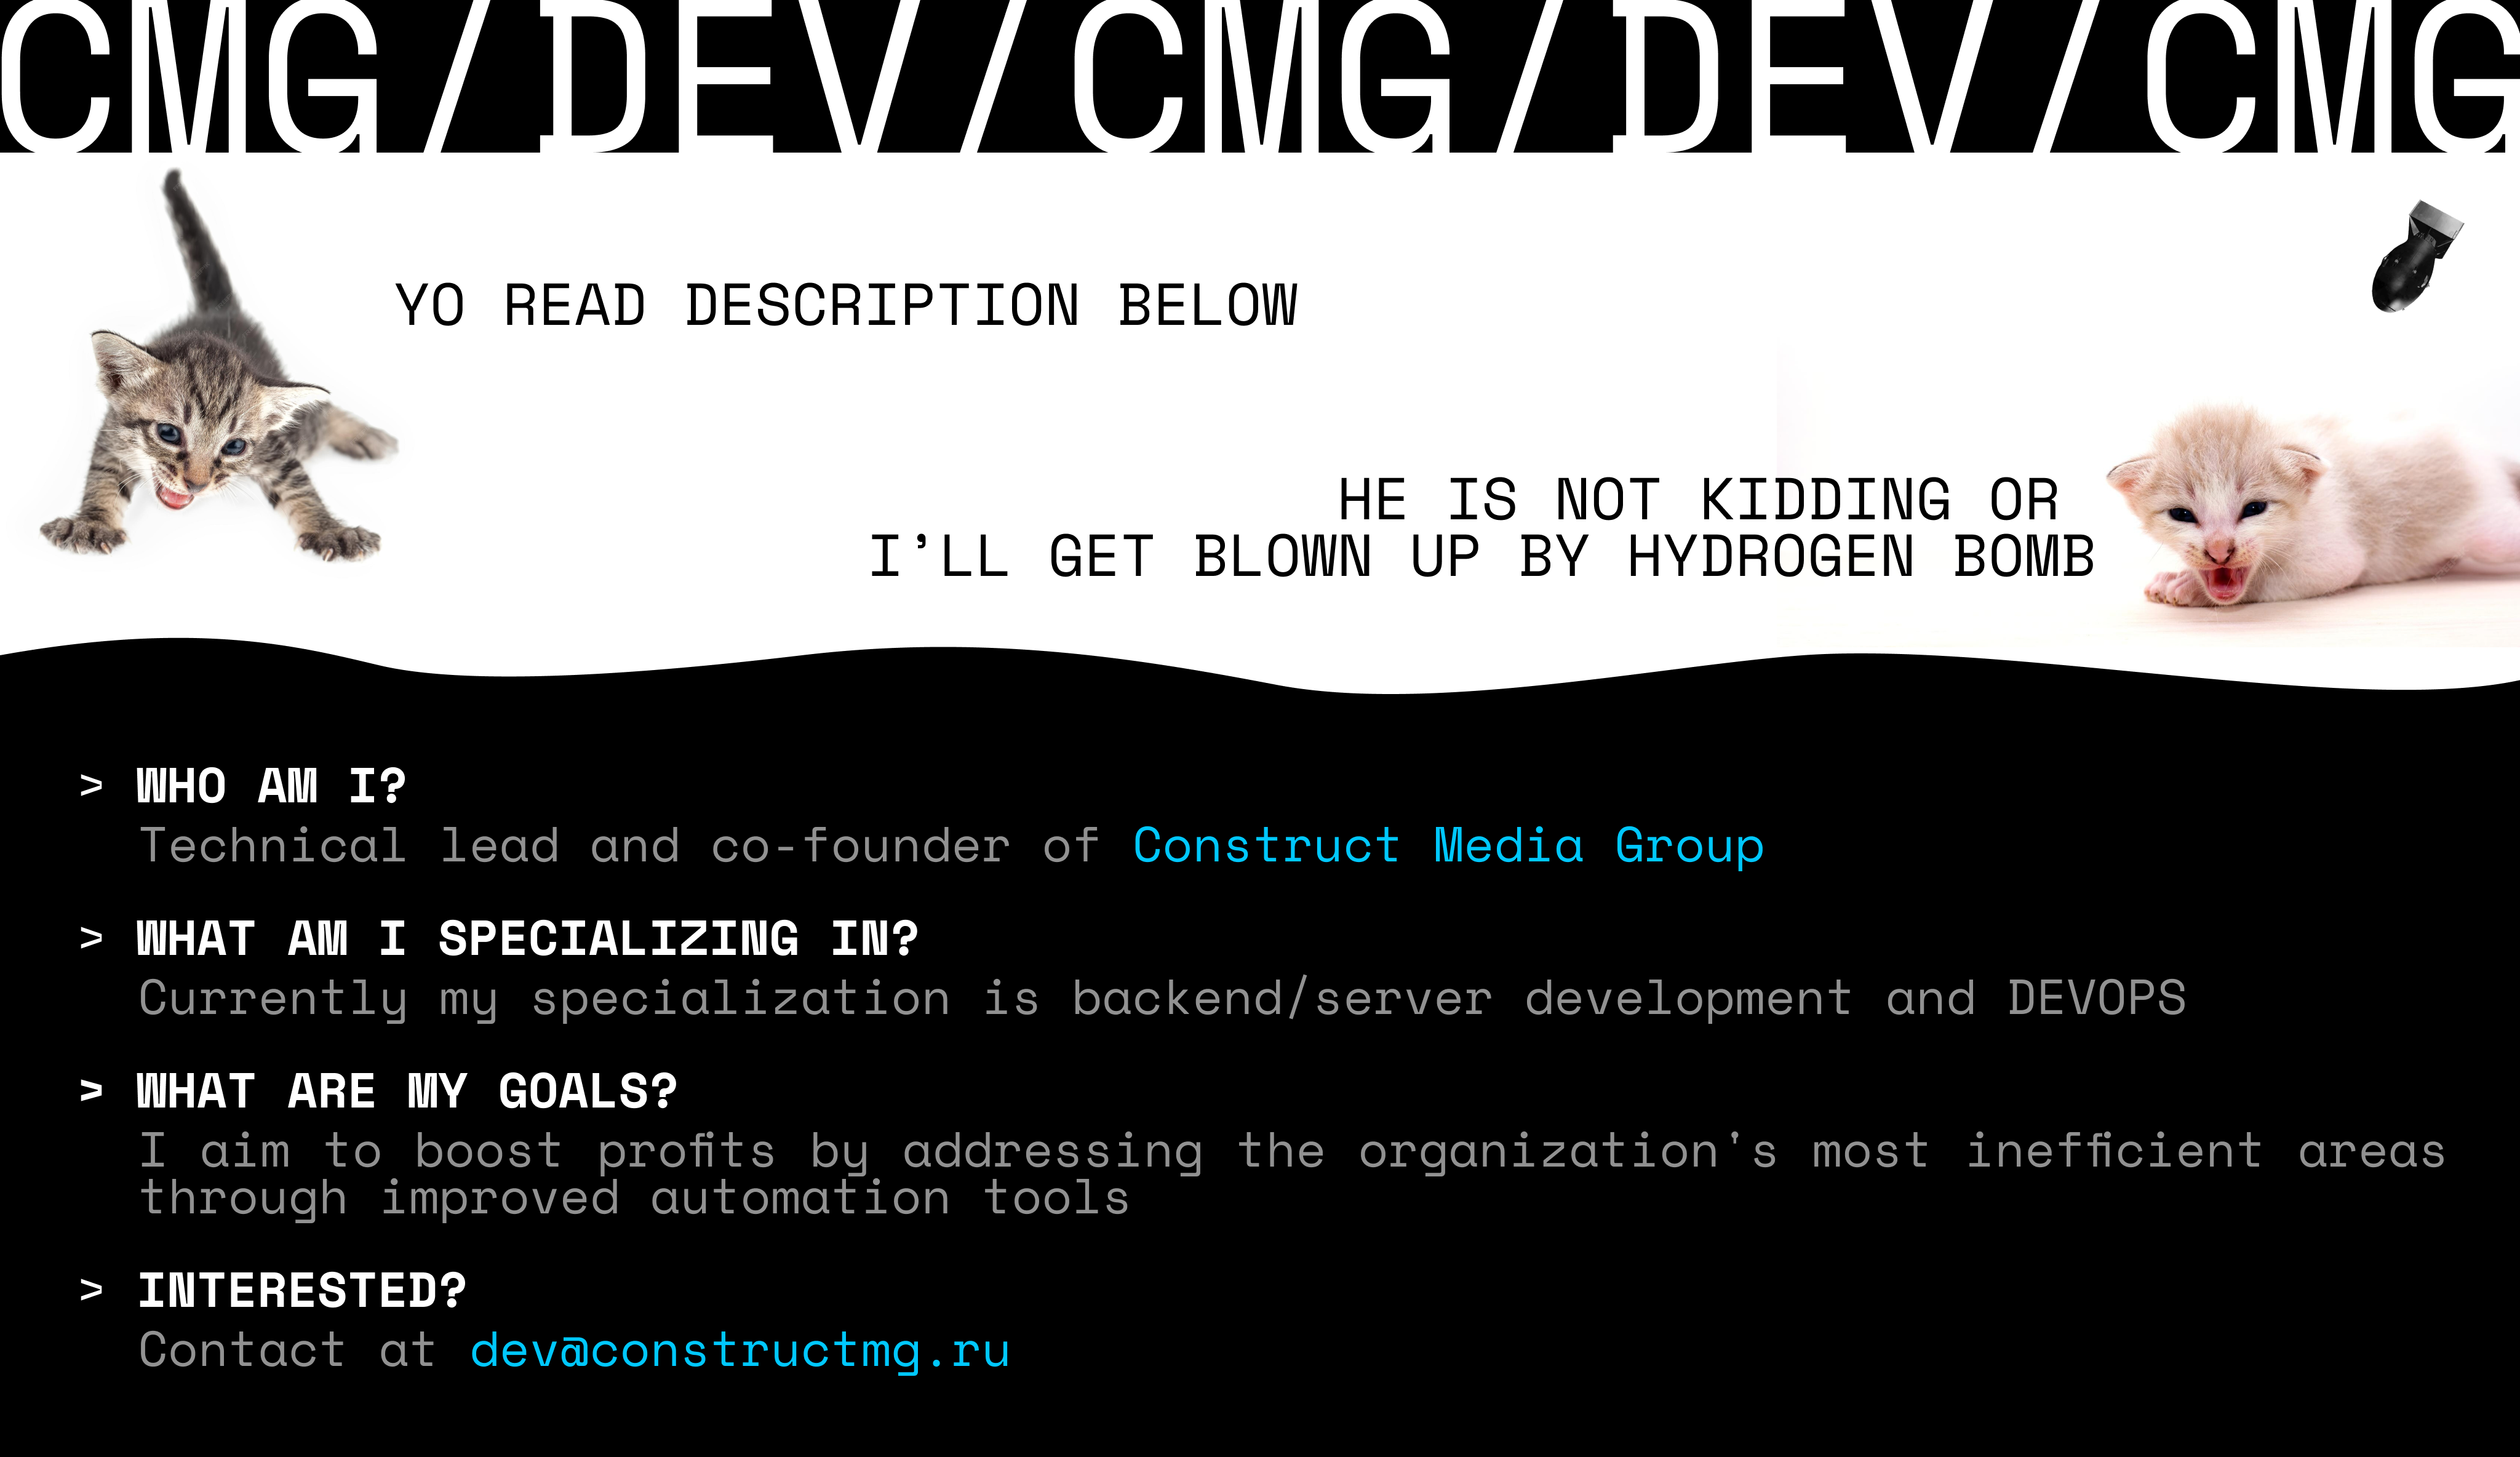 CMG/DEV/CMG/DEV/CMG
YO READ DESCRIPTION BELOW
HE IS NOT KIDDING OR
I’LL GET BLOWN UP BY HYDROGEN BOMB
> WHO AM I?
Technical lead and co-founder of Construct Media Group
> WHAT AM I SPECIALIZING IN?
Currently my specialization is backend/server development and DEVOPS
> WHAT ARE MY GOALS?
I aim to boost profits by addressing the organization's most inefficient areas
through improved automation tools
> INTERESTED?
Contact at dev@constructmg.ru